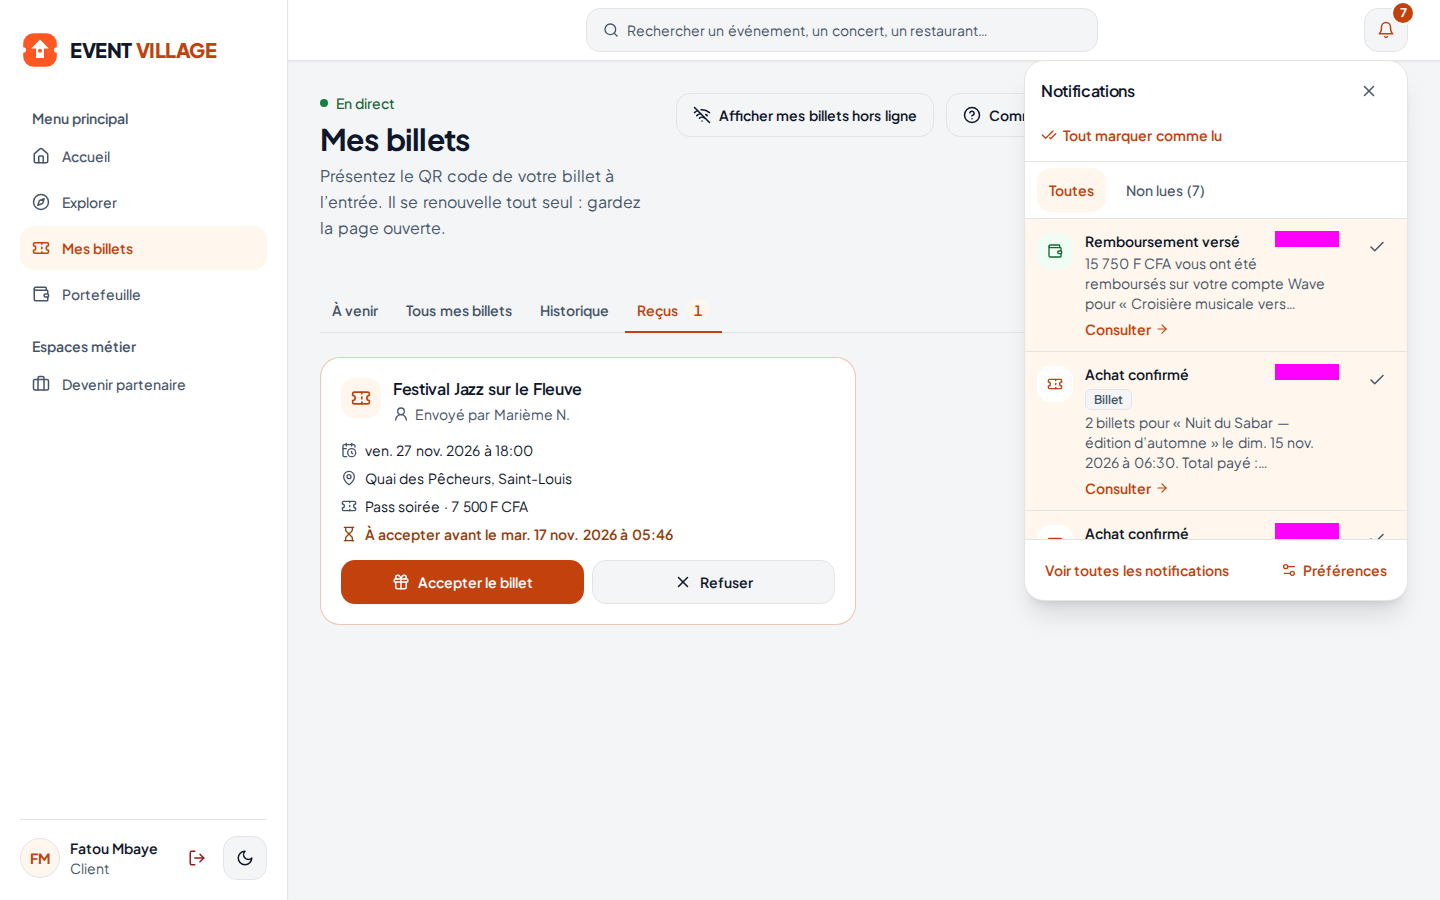 EVENT VILLAGE
Menu principal
Accueil
Explorer
Mes billets
Portefeuille
Espaces métier
Devenir partenaire
FM
Fatou Mbaye
Client
Rechercher un événement, un concert, un restaurant...
7
En direct
Mes billets
Présentez le QR code de votre billet à
l'entrée. Il se renouvelle tout seul : gardez
la page ouverte.
Afficher mes billets hors ligne
À venir
Tous mes billets
Historique
Reçus 1
Festival Jazz sur le Fleuve
Envoyé par Marième N.
ven. 27 nov. 2026 à 18:00
Quai des Pêcheurs, Saint-Louis
Pass soirée · 7 500 F CFA
À accepter avant le mar. 17 nov. 2026 à 05:46
Accepter le billet
Refuser
Notifications
Tout marquer comme lu
Toutes
Non lues (7)
Remboursement versé
15 750 F CFA vous ont été
remboursés sur votre compte Wave
pour « Croisière musicale vers...
Consulter
Achat confirmé
Billet
2 billets pour « Nuit du Sabar —
édition d'automne » le dim. 15 nov.
2026 à 06:30. Total payé :...
Consulter
Achat confirmé
Voir toutes les notifications
Préférences